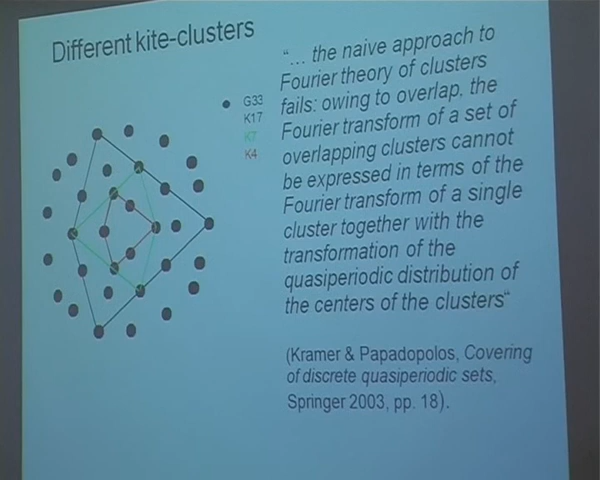 Different kite-clusters
G33
K17
K7
K4
“... the naive approach to
Fourier theory of clusters
fails: owing to overlap. the
Fourier transform of a set of
overlapping clusters cannot
be expressed in terms of the
Fourier transform of a single
cluster together with the
transformation of the
quasiperiodic distribution of
the centers of the clusters“
(Kramer & Papadopolos, Covering
of discrete quasiperiodic sets,
Springer 2003, pp. 18).